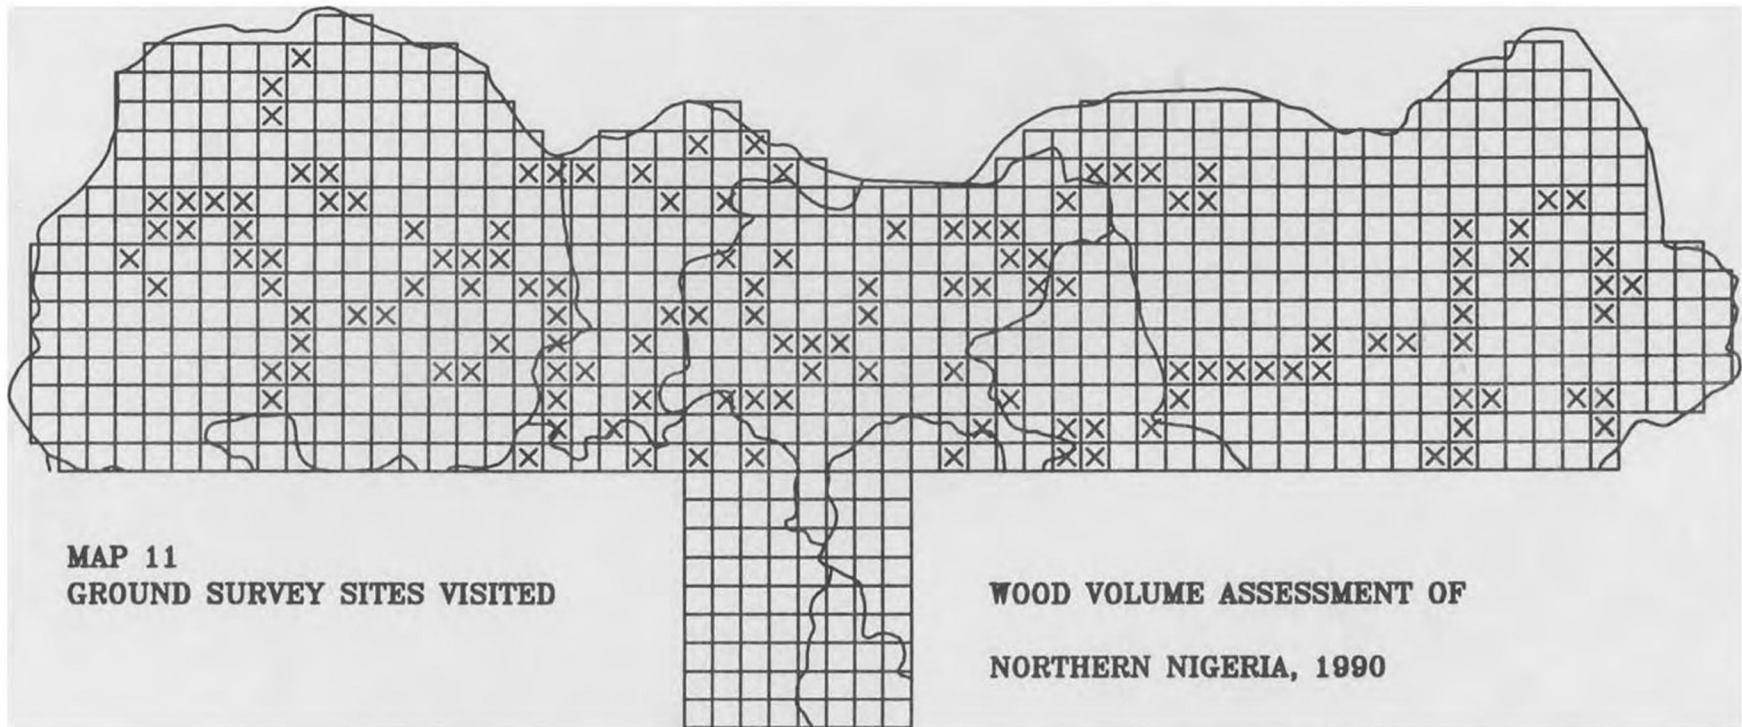 MAP 11
GROUND SURVEY SITES VISITED
WOOD VOLUME ASSESSMENT OF
NORTHERN NIGERIA, 1990